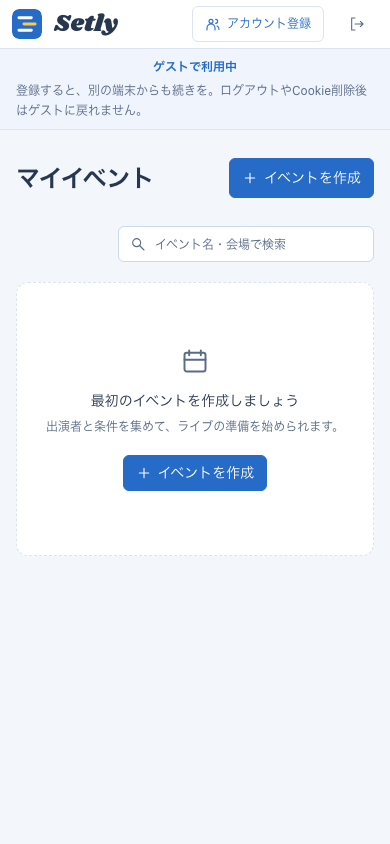 Setly
アカウント登録
ゲストで利用中
登録すると、別の端末からも続きを。ログアウトやCookie削除後
はゲストに戻れません。
マイイベント
イベントを作成
イベント名・会場で検索
最初のイベントを作成しましょう
出演者と条件を集めて、ライブの準備を始められます。
イベントを作成